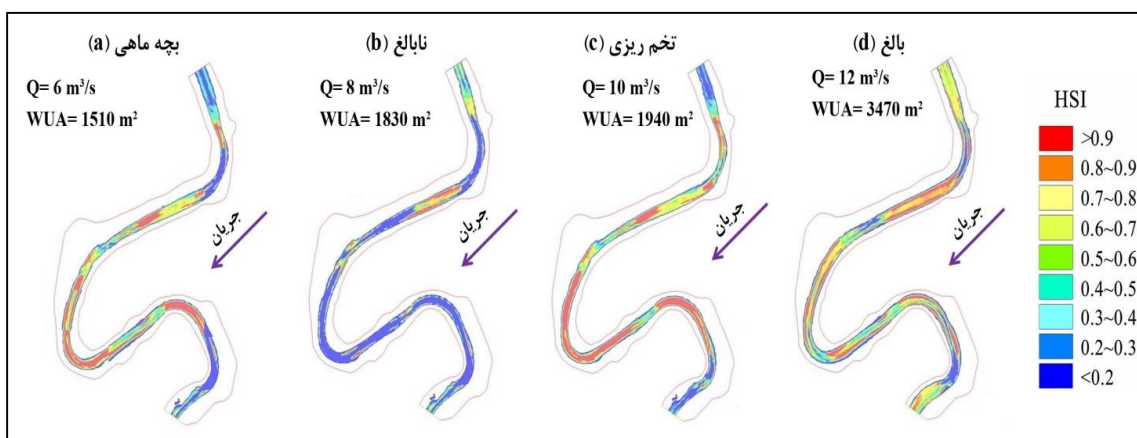 (a) بچه ماهی
Q= 6 m³/s
WUA= 1510 m²
جریان
(b) نابالغ
Q= 8 m³/s
WUA= 1830 m²
جریان
(c) تخم ریزی
Q= 10 m³/s
WUA= 1940 m²
جریان
(d) بالغ
Q= 12 m³/s
WUA= 3470 m²
جریان
HSI
>0.9
0.8~0.9
0.7~0.8
0.6~0.7
0.5~0.6
0.4~0.5
0.3~0.4
0.2~0.3
<0.2